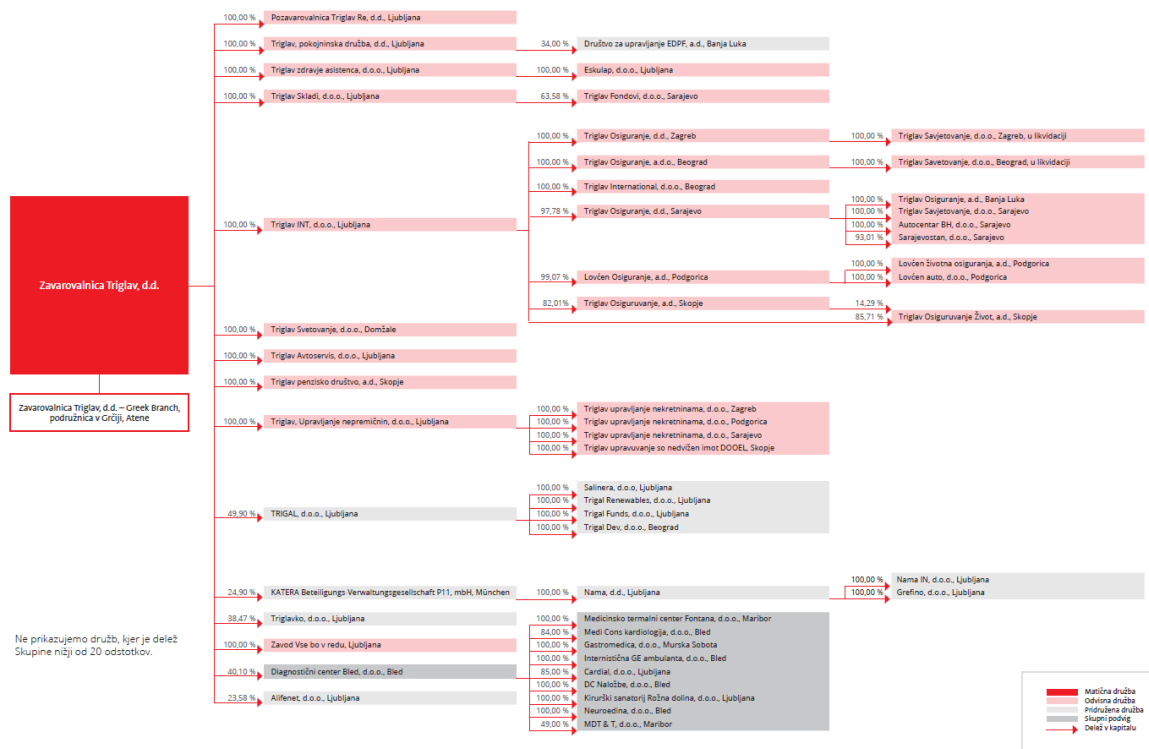 100,00 % Pozavarovalnica Triglav Re, d.d., Ljubljana
100,00 % Triglav, pokojninska družba, d.d., Ljubljana 34,00 % Društvo za upravljanje EDPF, a.d., Banja Luka
100,00 % Triglav zdravje asistenca, d.o.o., Ljubljana 100,00 % Eskulap, d.o.o., Ljubljana
100,00 % Triglav Skladi, d.o.o., Ljubljana 63,58 % Triglav Fondovi, d.o.o., Sarajevo
100,00 % Triglav Osiguranje, d.d., Zagreb 100,00 % Triglav Savjetovanje, d.o.o., Zagreb, u likvidaciji
100,00 % Triglav Osiguranje, a.d.o., Beograd 100,00 % Triglav Savetovanje, d.o.o., Beograd, u likvidaciji
100,00 % Triglav International, d.o.o., Beograd
100,00 % Triglav Osiguranje, a.d., Banja Luka
97,78 % Triglav Osiguranje, d.d., Sarajevo 100,00 % Triglav Savjetovanje, d.o.o., Sarajevo
100,00 % Triglav INT, d.o.o., Ljubljana 100,00 % Autocentar BH, d.o.o., Sarajevo
93,01 % Sarajevostan, d.o.o., Sarajevo
100,00 % Lovćen životna osiguranja, a.d., Podgorica
99,07 % Lovćen Osiguranje, a.d., Podgorica 100,00 % Lovćen auto, d.o.o., Podgorica
Zavarovalnica Triglav, d.d.
82,01% Triglav Osiguruvanje, a.d., Skopje 14,29 %
85,71 % Triglav Osiguruvanje Život, a.d., Skopje
100,00 % Triglav Svetovanje, d.o.o., Domžale
100,00 % Triglav Avtoservis, d.o.o., Ljubljana
100,00 % Triglav penzisko društvo, a.d., Skopje
Zavarovalnica Triglav, d.d. – Greek Branch,
podružnica v Grčiji, Atene
100,00 % Triglav upravljanje nekretninama, d.o.o., Zagreb
100,00 % Triglav, Upravljanje nepremičnin, d.o.o., Ljubljana 100,00 % Triglav upravljanje nekretninama, d.o.o., Podgorica
100,00 % Triglav upravljanje nekretninama, d.o.o., Sarajevo
100,00 % Triglav upravuvanje so nedvižen imot DOOEL, Skopje
100,00 % Salinera, d.o.o, Ljubljana
100,00 % Trigal Renewables, d.o.o., Ljubljana
49,90 % TRIGAL, d.o.o., Ljubljana 100,00 % Trigal Funds, d.o.o., Ljubljana
100,00 % Trigal Dev, d.o.o., Beograd
100,00 % Nama IN, d.o.o., Ljubljana
24,90 % KATERA Beteiligungs-Verwaltungsgesellschaft P11, mbH, München 100,00 % Nama, d.d., Ljubljana 100,00 % Grefino, d.o.o., Ljubljana
38,47 % Triglavko, d.o.o., Ljubljana 100,00 % Medicinsko termalni center Fontana, d.o.o., Maribor
84,00 % Medi Cons kardiologija, d.o.o., Bled
100,00 % Zavod Vse bo v redu, Ljubljana 100,00 % Gastromedica, d.o.o., Murska Sobota
100,00 % Internistična GE ambulanta, d.o.o., Bled
40,10 % Diagnostični center Bled, d.o.o., Bled 85,00 % Cardial, d.o.o., Ljubljana
100,00 % DC Naložbe, d.o.o., Bled
23,58 % Alifenet, d.o.o., Ljubljana 100,00 % Kirurški sanatorij Rožna dolina, d.o.o., Ljubljana
100,00 % Neuroedina, d.o.o., Bled
49,00 % MDT & T, d.o.o., Maribor
Ne prikazujemo družb, kjer je delež
Skupine nižji od 20 odstotkov.
Matična družba
Odvisna družba
Pridružena družba
Skupni podvig
Delež v kapitalu